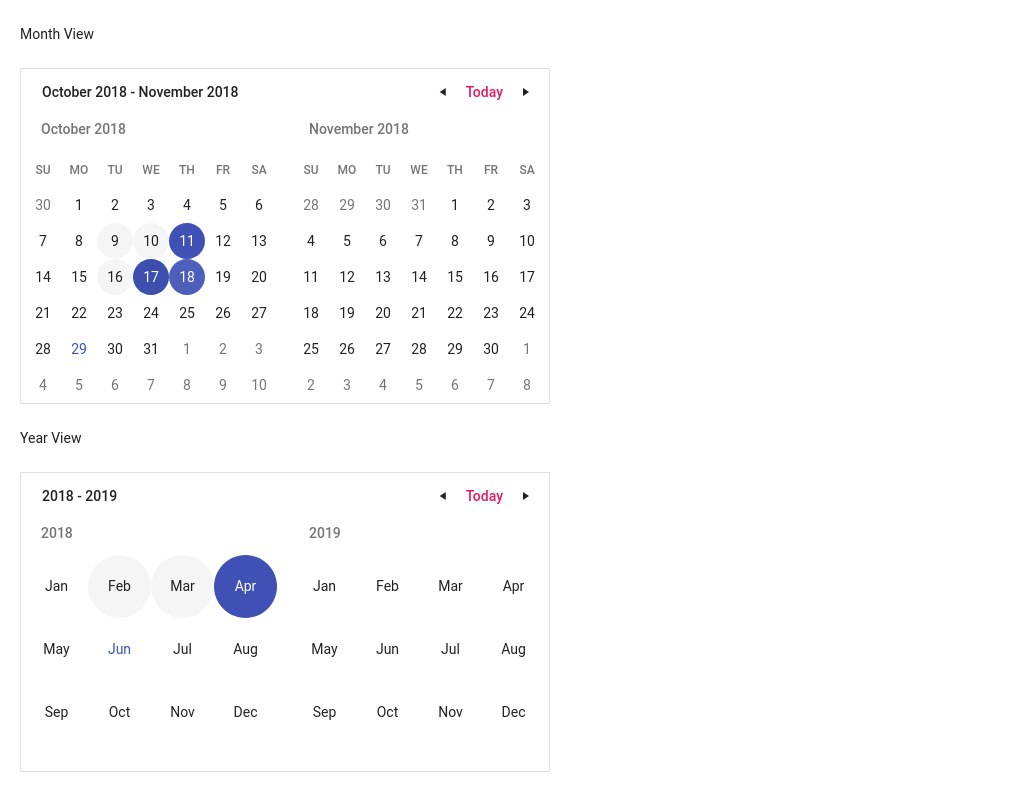 Month View
October 2018 - November 2018 Today
October 2018 November 2018
SU MO TU WE TH FR SA SU MO TU WE TH FR SA
30 1 2 3 4 5 6 28 29 30 31 1 2 3
7 8 9 10 11 12 13 4 5 6 7 8 9 10
14 15 16 17 18 19 20 11 12 13 14 15 16 17
21 22 23 24 25 26 27 18 19 20 21 22 23 24
28 29 30 31 1 2 3 25 26 27 28 29 30 1
4 5 6 7 8 9 10 2 3 4 5 6 7 8
Year View
2018 - 2019 Today
2018 2019
Jan Feb Mar Apr Jan Feb Mar Apr
May Jun Jul Aug May Jun Jul Aug
Sep Oct Nov Dec Sep Oct Nov Dec